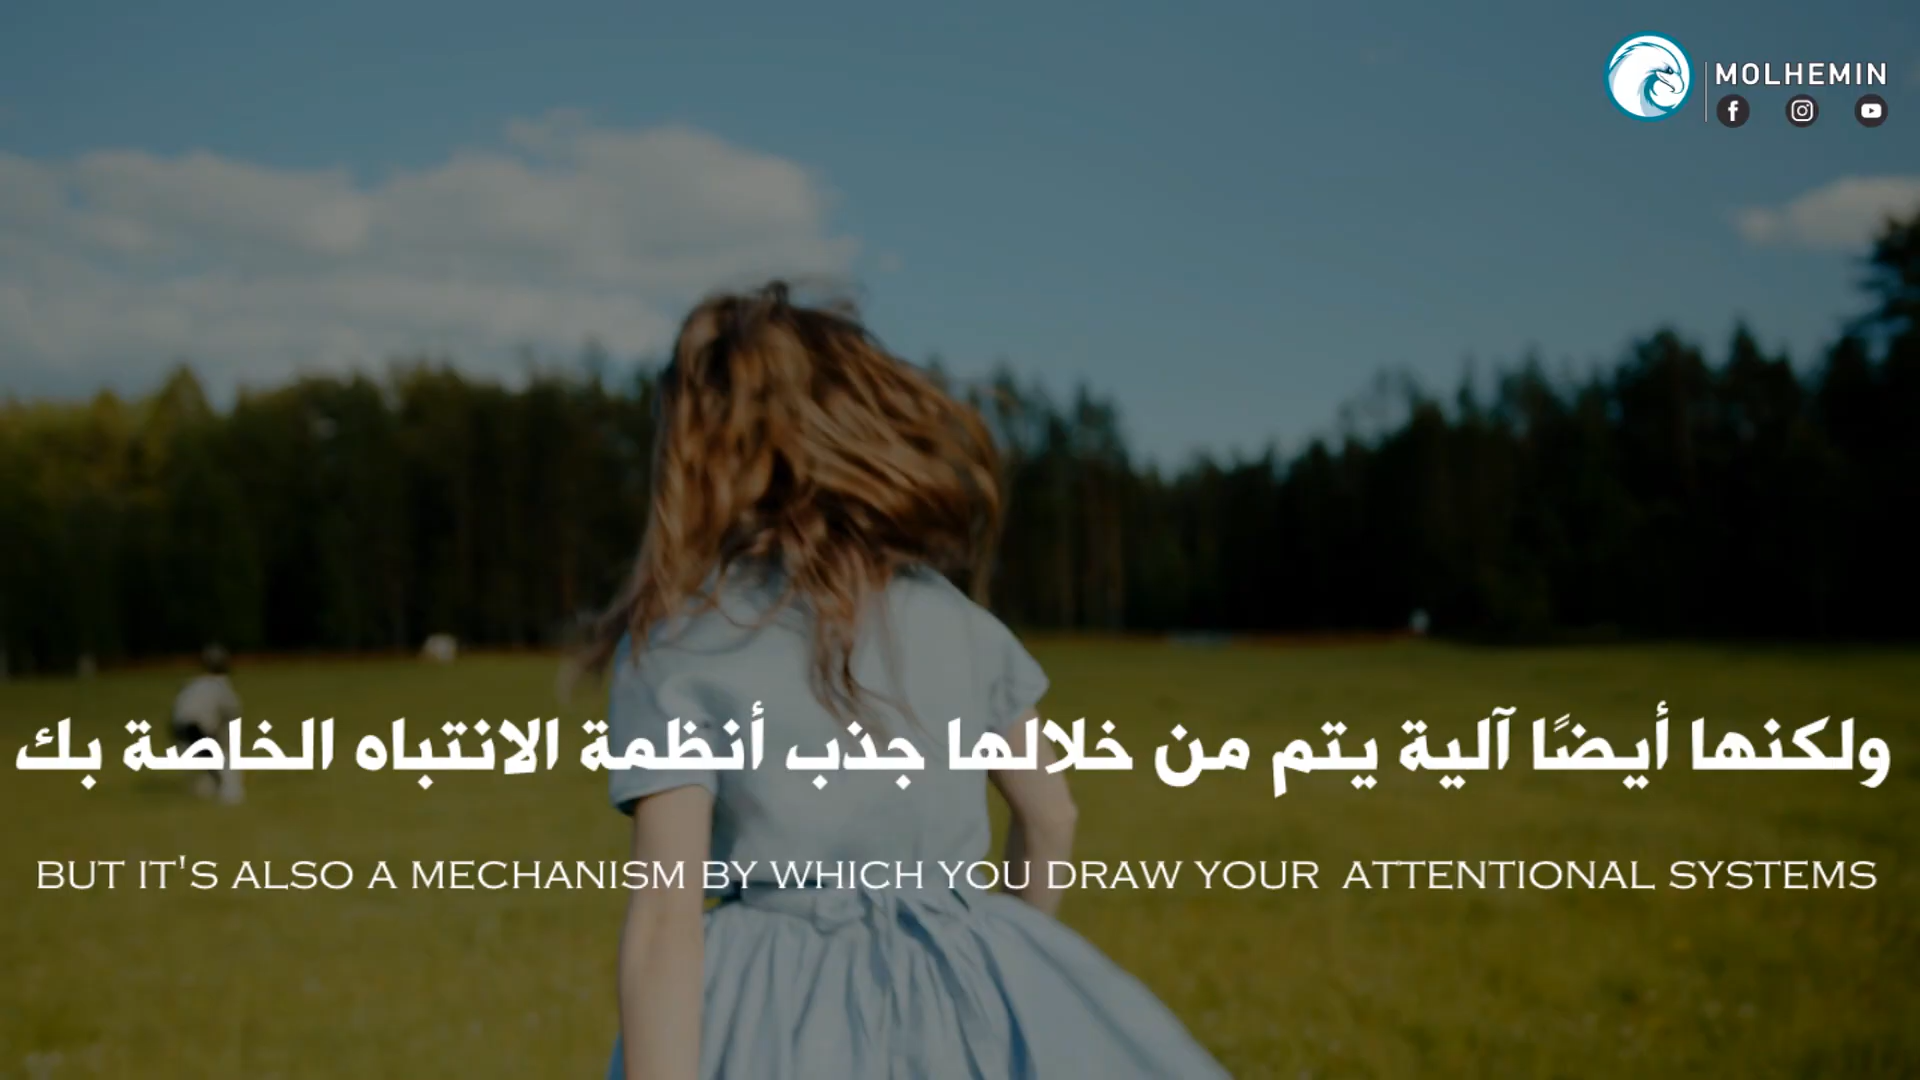 MOLHEMIN
ولكنها أيضًا آلية يتم من خلالها جذب أنظمة الانتباه الخاصة بك
BUT IT'S ALSO A MECHANISM BY WHICH YOU DRAW YOUR ATTENTIONAL SYSTEMS